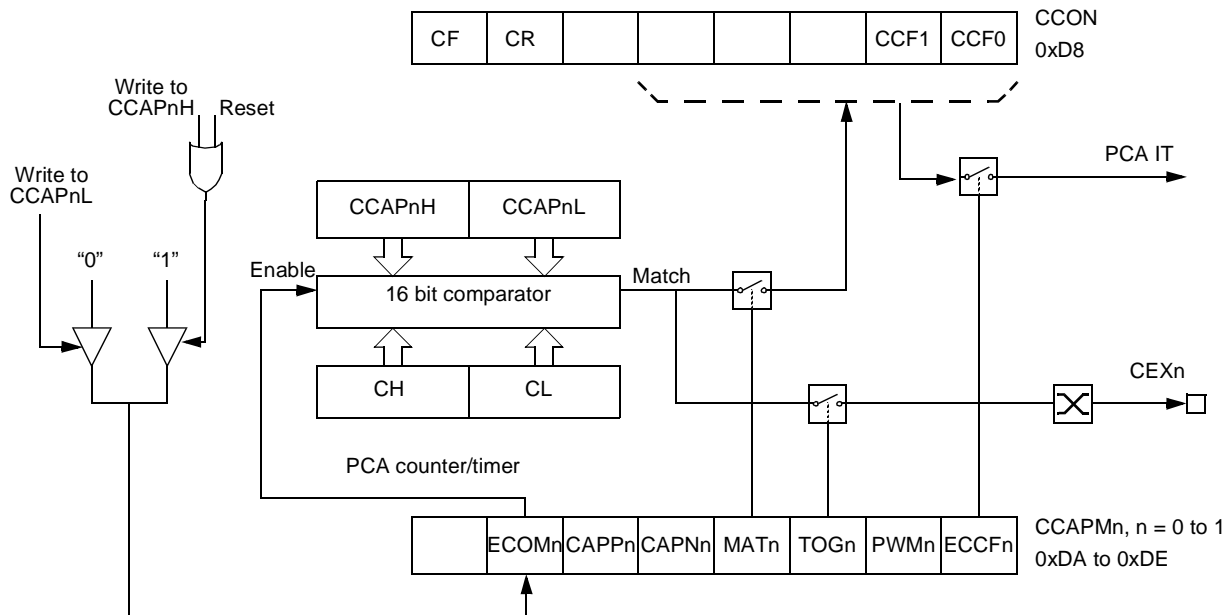 CF CR CCF1 CCF0
CCON
0xD8
Write to
CCAPnH
Reset
Write to
CCAPnL
PCA IT
CCAPnH CCAPnL
“0” “1”
Enable
16 bit comparator
Match
CH CL
CEXn
PCA counter/timer
ECOMn CAPPn CAPNn MATn TOGn PWMn ECCFn
CCAPMn, n = 0 to 1
0xDA to 0xDE